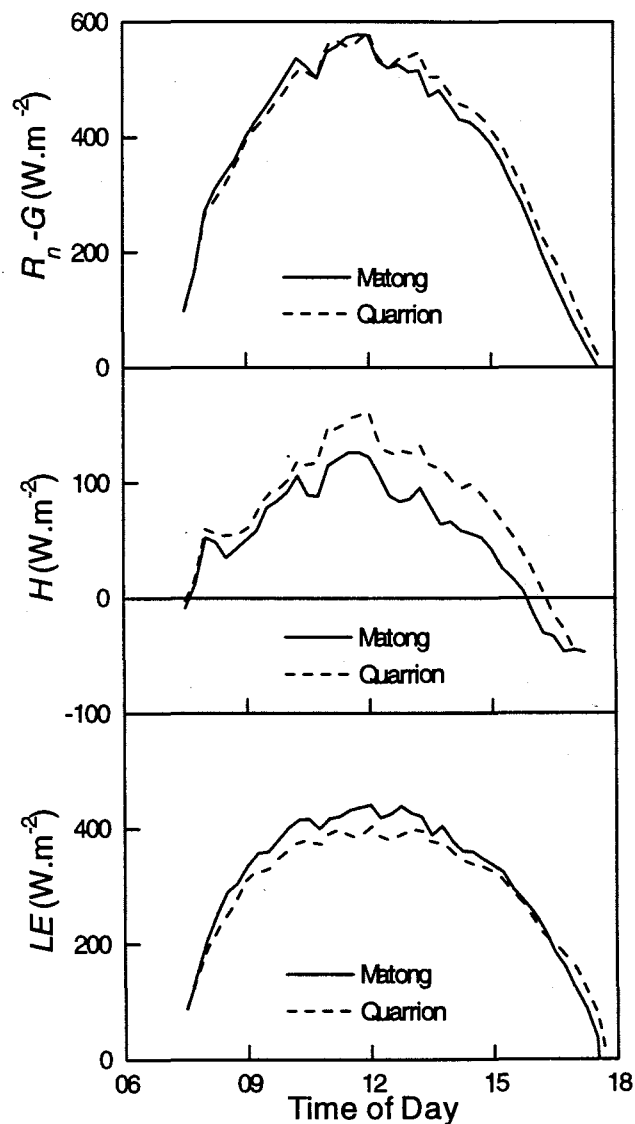 600
400
200
0
R_n -G (W.m⁻²)
Matong
Quarrion
100
0
-100
H (W.m⁻²)
Matong
Quarrion
400
200
0
LE (W.m⁻²)
Matong
Quarrion
06 09 12 15 18
Time of Day